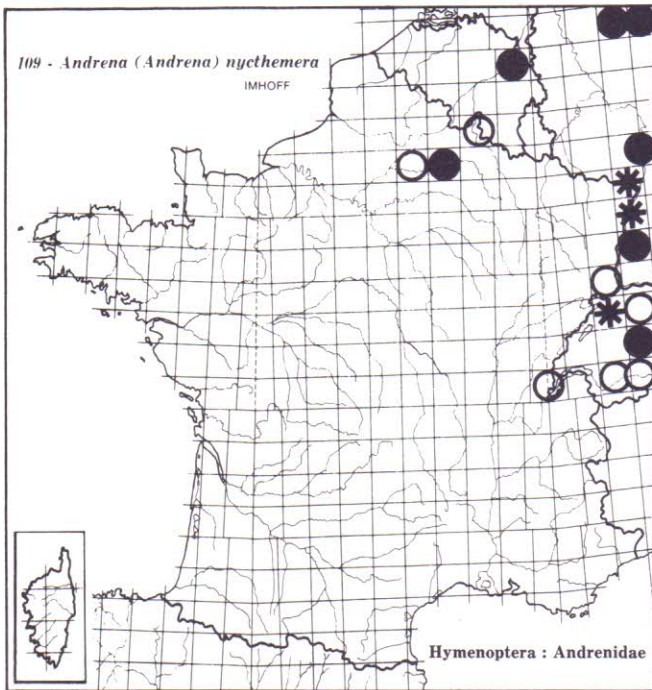 109 - Andrena (Andrena) nycthemera
IMHOFF
Hymenoptera : Andrenidae